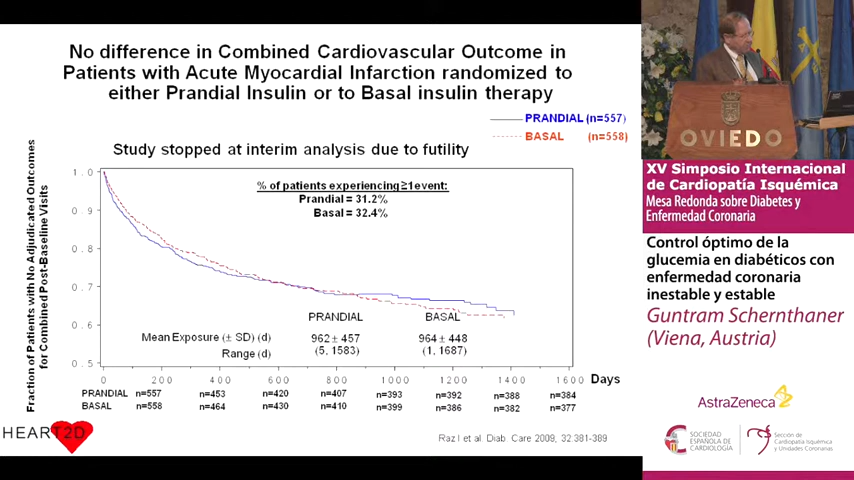 No difference in Combined Cardiovascular Outcome in
Patients with Acute Myocardial Infarction randomized to
either Prandial Insulin or to Basal insulin therapy
PRANDIAL (n=557)
BASAL (n=558)
Study stopped at interim analysis due to futility
Fraction of Patients with No Adjudicated Outcomes
for Combined Post-Baseline Visits
1.0
0.9
0.8
0.7
0.6
0.5
% of patients experiencing ≥1 event:
Prandial = 31.2%
Basal = 32.4%
PRANDIAL BASAL
Mean Exposure (± SD) (d) 962 ± 457 964 ± 448
Range (d) (5, 1583) (1, 1687)
0 200 400 600 800 1000 1200 1400 1600 Days
PRANDIAL n=557 n=453 n=420 n=407 n=393 n=392 n=388 n=384
BASAL n=558 n=464 n=430 n=410 n=399 n=386 n=382 n=377
HEART2D
Raz I et al. Diab Care 2009, 32:381-389
OVIEDO
XV Simposio Internacional
de Cardiopatía Isquémica
Mesa Redonda sobre Diabetes y
Enfermedad Coronaria
Control óptimo de la
glucemia en diabéticos con
enfermedad coronaria
inestable y estable
Guntram Schernthaner
(Viena, Austria)
AstraZeneca
SOCIEDAD
ESPAÑOLA DE
CARDIOLOGÍA
Sección de
Cardiopatía Isquémica
y Unidades Coronarias